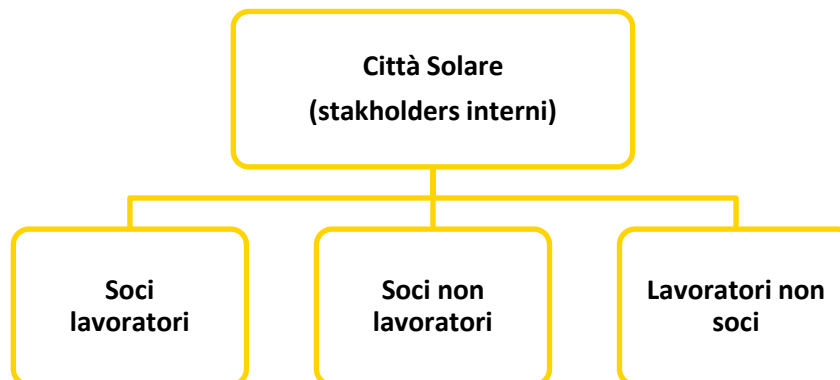 Città Solare
(stakholders interni)
Soci
lavoratori
Soci non
lavoratori
Lavoratori non
soci